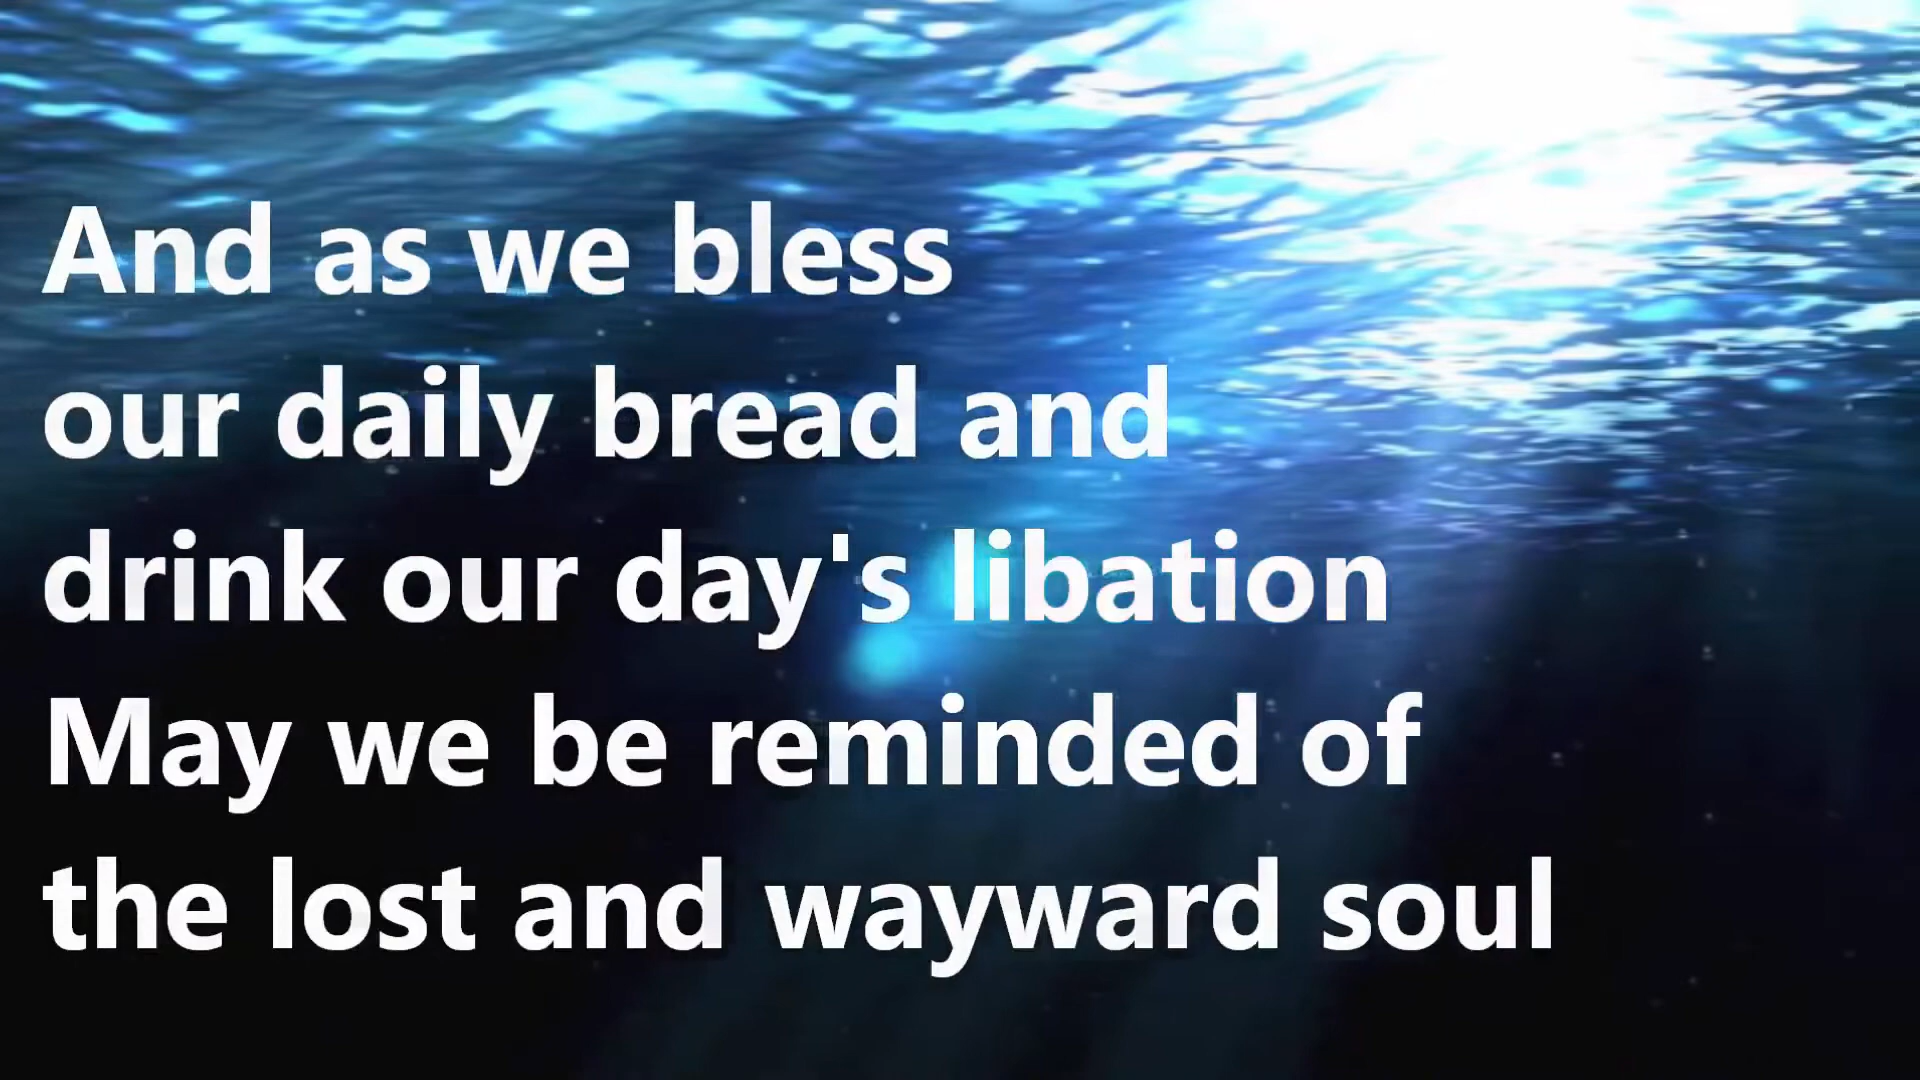 And as we bless
our daily bread and
drink our day's libation
May we be reminded of
the lost and wayward soul